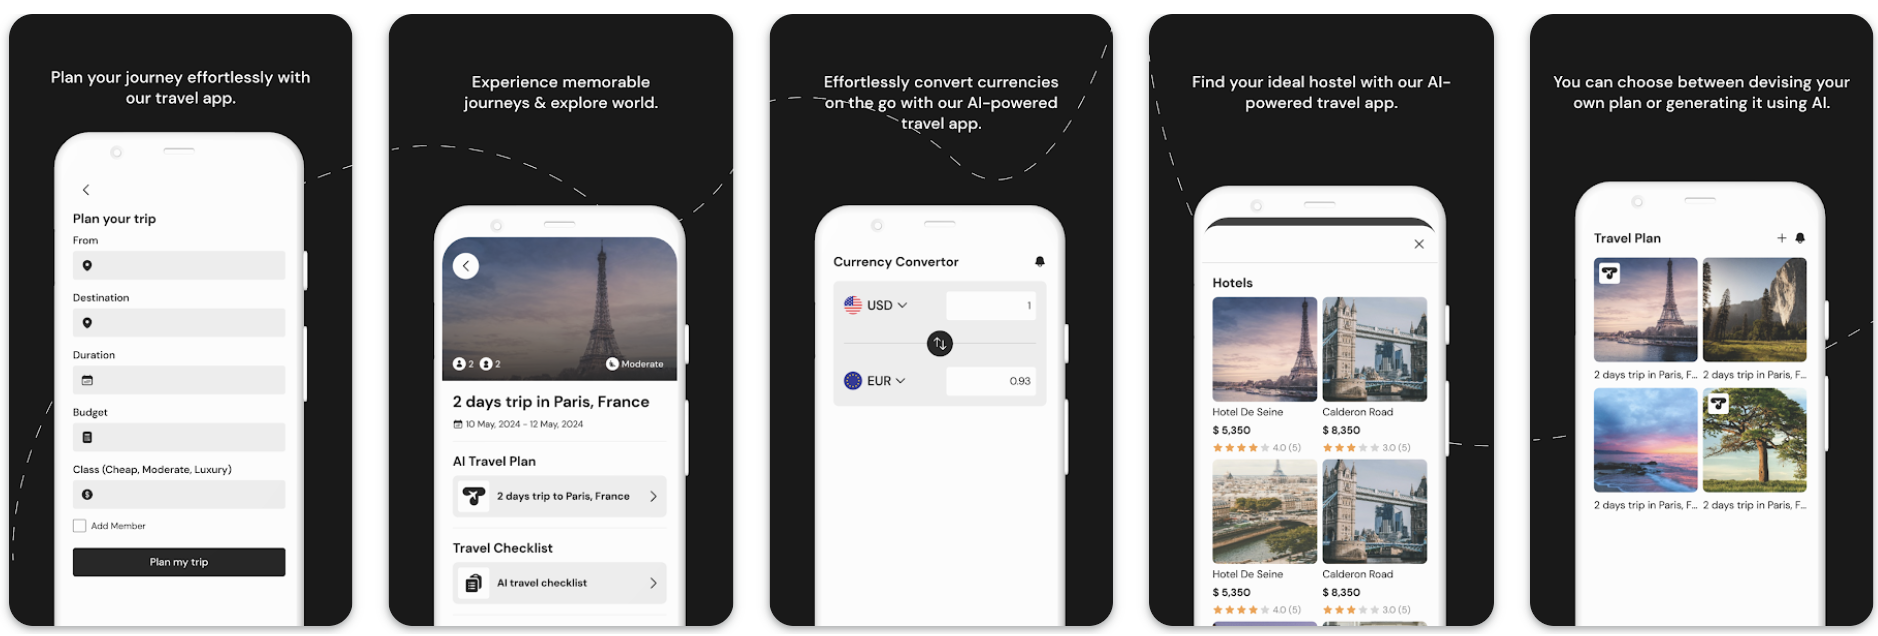 Plan your journey effortlessly with
our travel app.
Plan your trip
From
Destination
Duration
Budget
Class (Cheap, Moderate, Luxury)
Add Member
Plan my trip
Experience memorable
journeys & explore world.
2 2 Moderate
2 days trip in Paris, France
10 May, 2024 - 12 May, 2024
AI Travel Plan
2 days trip to Paris, France
Travel Checklist
AI travel checklist
Effortlessly convert currencies
on the go with our AI-powered
travel app.
Currency Convertor
USD 1
EUR 0.93
Find your ideal hostel with our AI-
powered travel app.
Hotels
Hotel De Seine Calderon Road
$ 5,350 $ 8,350
4.0 (5) 3.0 (5)
Hotel De Seine Calderon Road
$ 5,350 $ 8,350
4.0 (5) 3.0 (5)
You can choose between devising your
own plan or generating it using AI.
Travel Plan
2 days trip in Paris, F... 2 days trip in Paris, F...
2 days trip in Paris, F... 2 days trip in Paris, F...